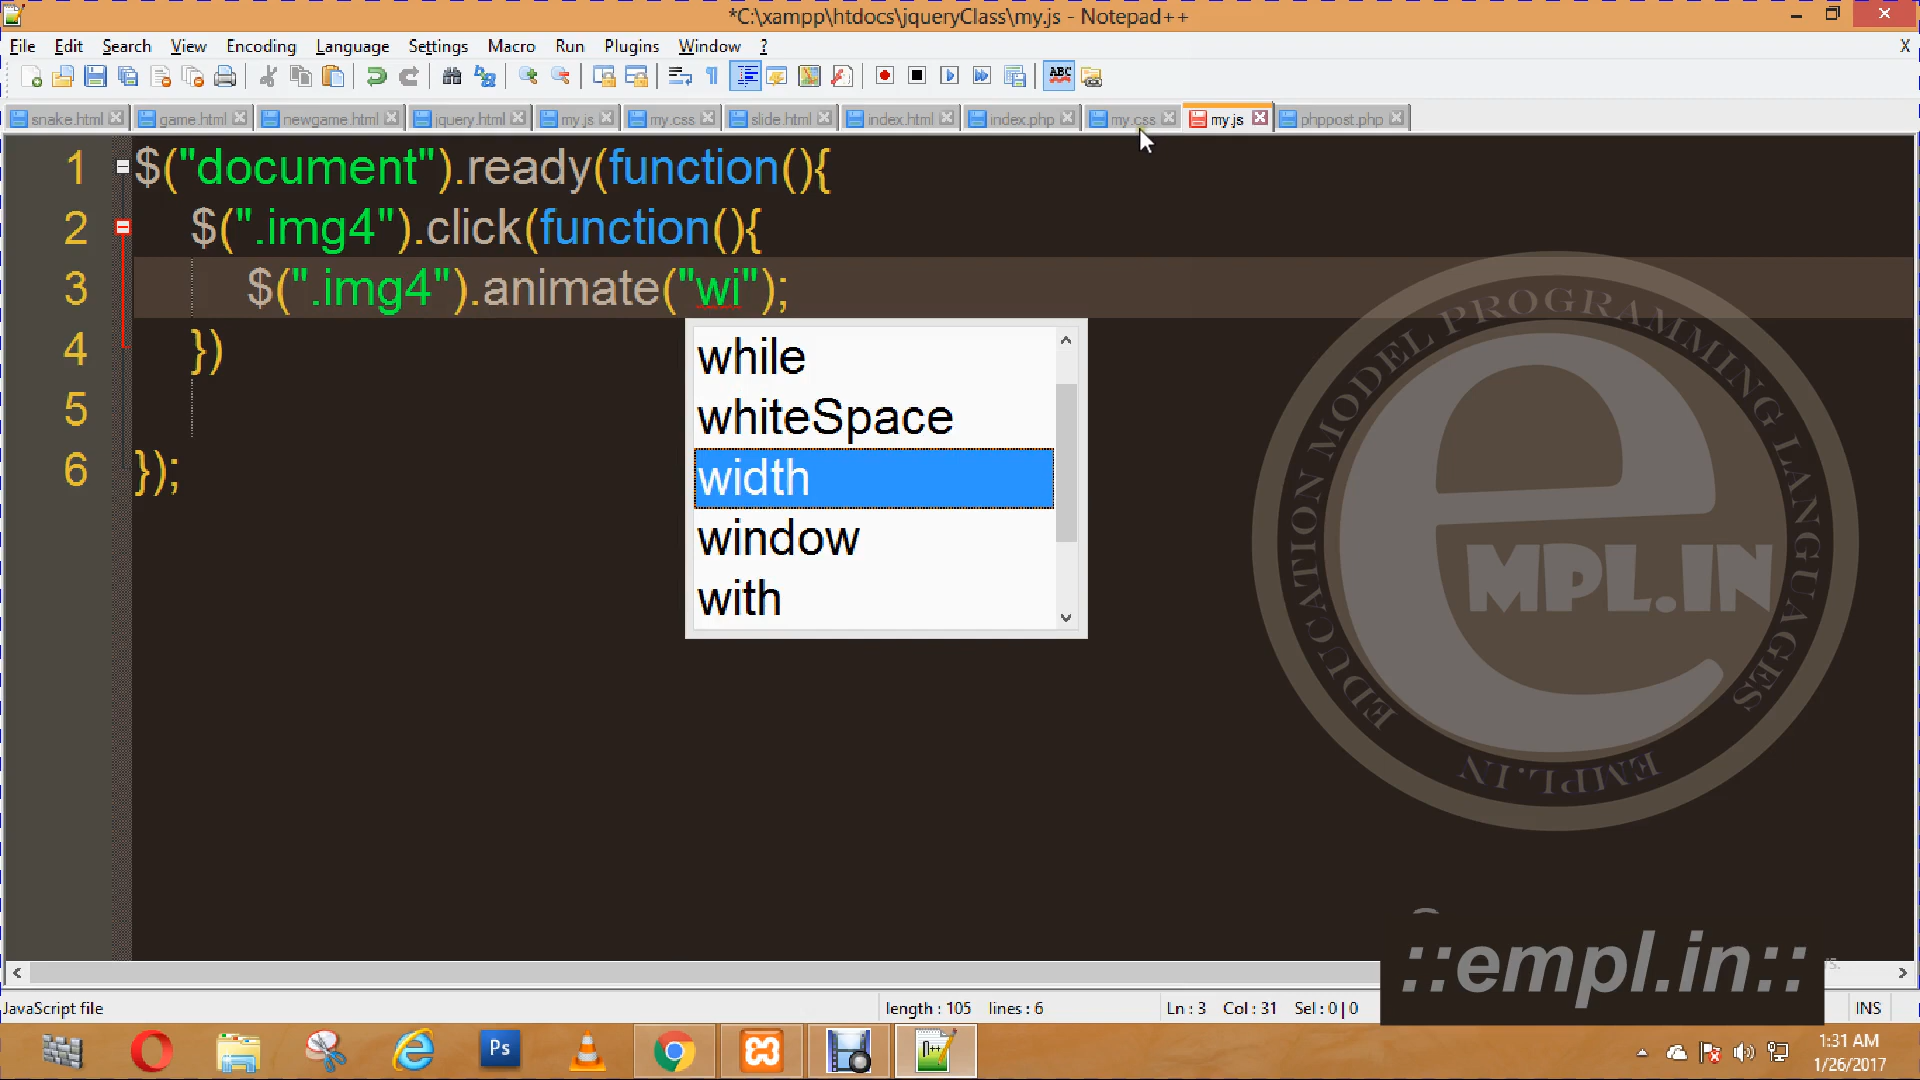 *C:\xampp\htdocs\jqueryClass\my.js - Notepad++
File Edit Search View Encoding Language Settings Macro Run Plugins Window ? X
ABC
snake.html game.html newgame.html jquery.html my.js my.css slide.html index.html index.php my.css my.js phppost.php
1 $("document").ready(function(){
2 $(".img4").click(function(){
3 $(".img4").animate("wi");
4 })
5
6 });
while
whiteSpace
width
window
with
EDUCATION MODEL PROGRAMMING LANGUAGES
eMPL.IN
EMPL.IN
::empl.in::
JavaScript file length : 105 lines : 6 Ln : 3 Col : 31 Sel : 0 | 0 INS
Ps
1:31 AM
1/26/2017